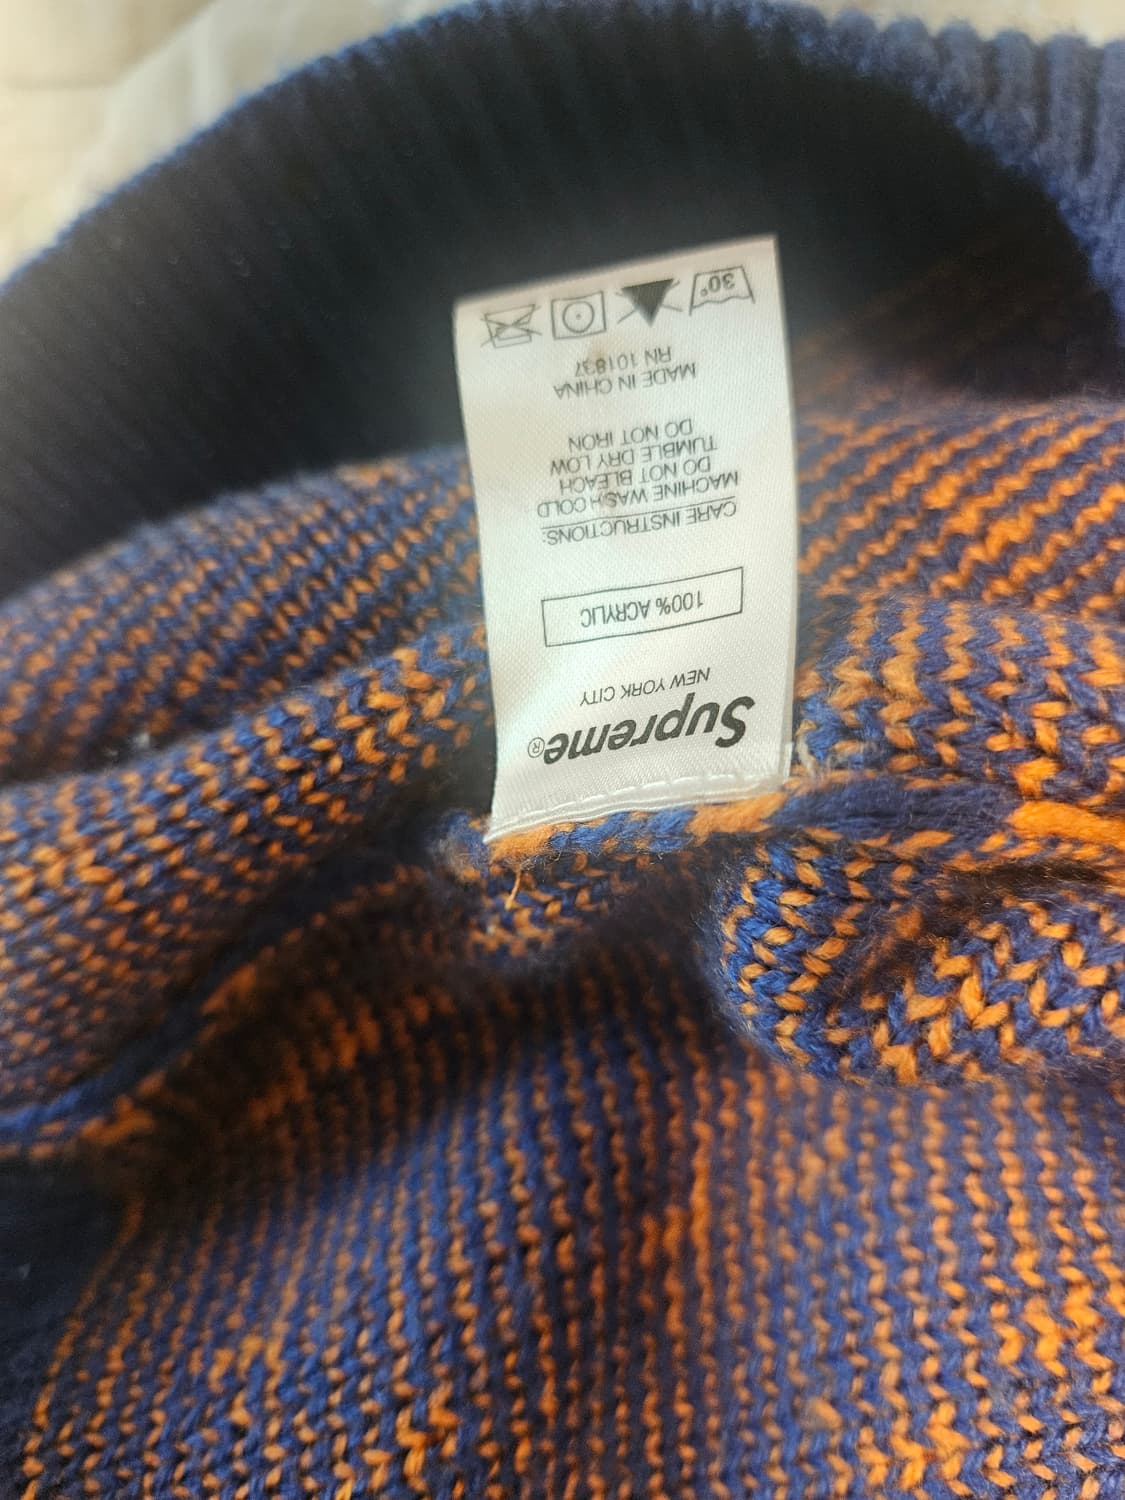 Supreme®
NEW YORK CITY
100% ACRYLIC
CARE INSTRUCTIONS:
MACHINE WASH COLD
DO NOT BLEACH
TUMBLE DRY LOW
DO NOT IRON
MADE IN CHINA
RN 101837
30°